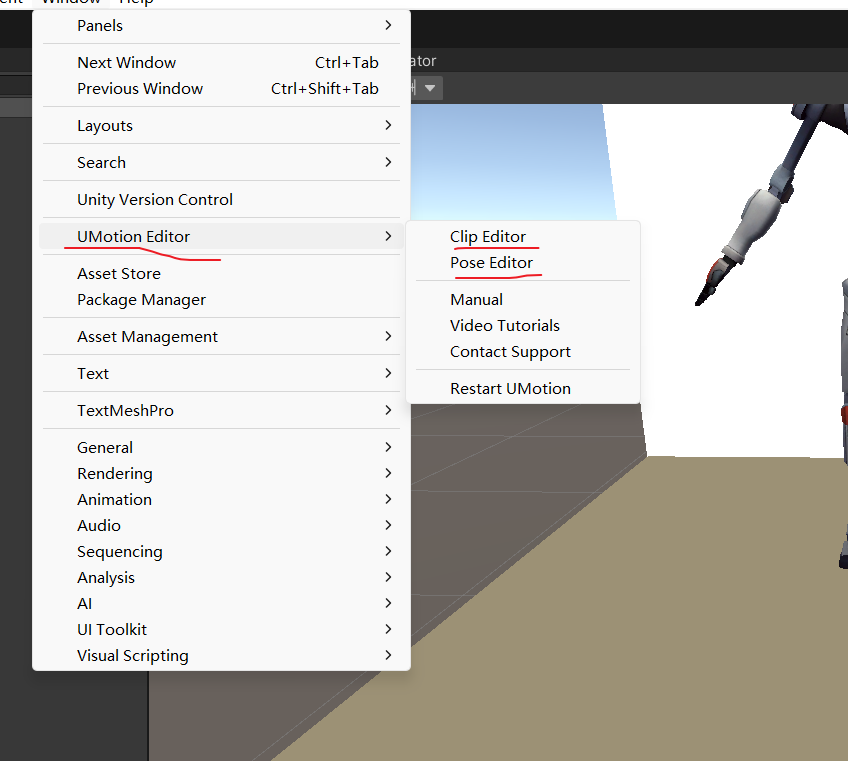 Window Help
Panels
Next Window Ctrl+Tab
Previous Window Ctrl+Shift+Tab
Layouts
Search
Unity Version Control
UMotion Editor
Asset Store
Package Manager
Asset Management
Text
TextMeshPro
General
Rendering
Animation
Audio
Sequencing
Analysis
AI
UI Toolkit
Visual Scripting
Clip Editor
Pose Editor
Manual
Video Tutorials
Contact Support
Restart UMotion